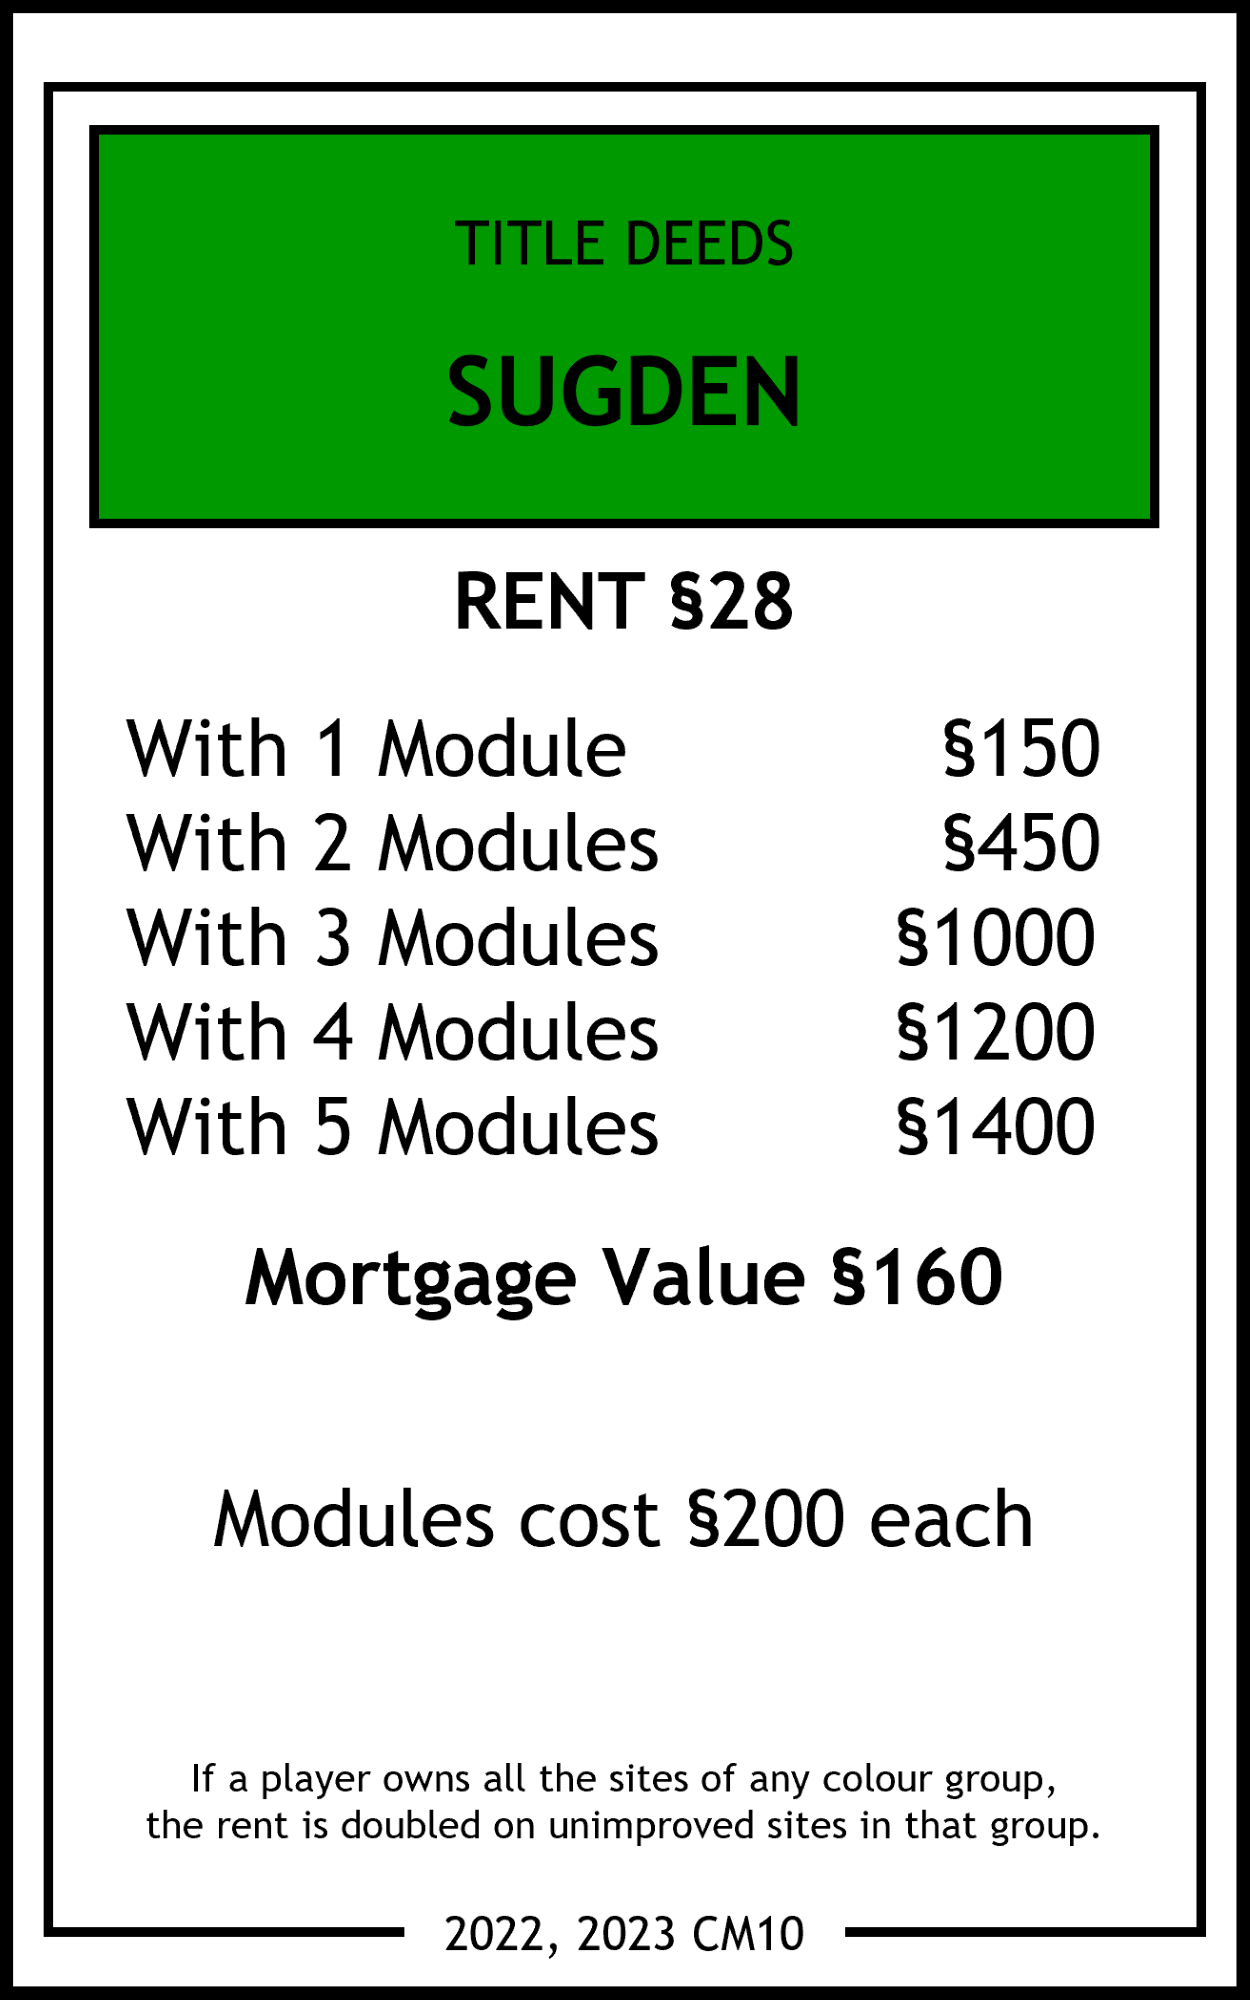 TITLE DEEDS
SUGDEN
RENT §28
With 1 Module §150
With 2 Modules §450
With 3 Modules §1000
With 4 Modules §1200
With 5 Modules §1400
Mortgage Value §160
Modules cost §200 each
If a player owns all the sites of any colour group,
the rent is doubled on unimproved sites in that group.
2022, 2023 CM10